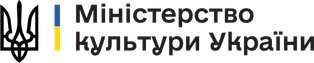 Міністерство
культури України